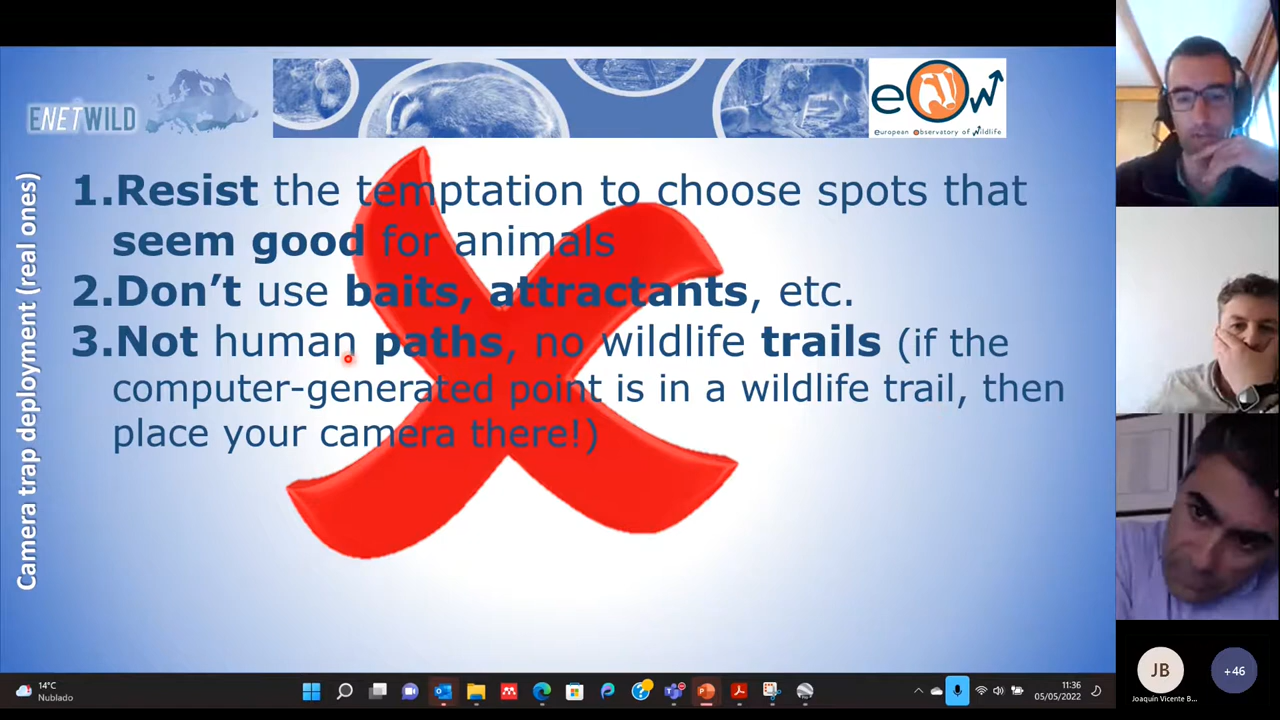 ENETWILD
eow
european observatory of wildlife
Camera trap deployment (real ones)
1.Resist the temptation to choose spots that
seem good for animals
2.Don’t use baits, attractants, etc.
3.Not human paths, no wildlife trails (if the
computer-generated point is in a wildlife trail, then
place your camera there!)
JB
Joaquín Vicente B...
+46
14°C
Nublado
11:36
05/05/2022